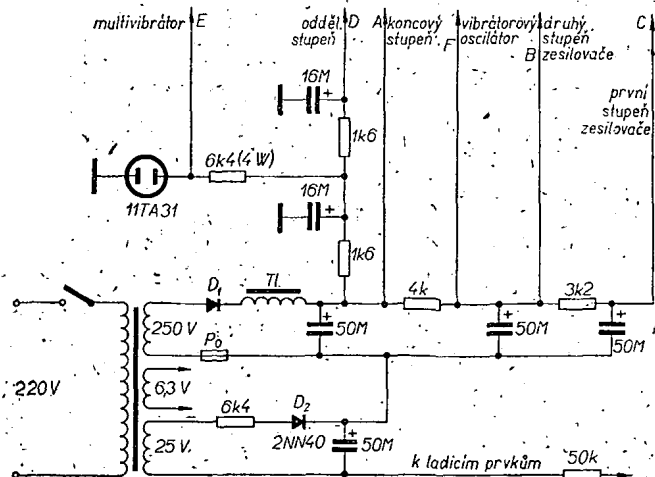 multivibrátor E
odděl. D
stupeň
A koncový
stupeň
F vibrátorový
oscilátor
B druhý
stupeň
zesilovače
C
první
stupeň
zesilovače
16M +
1k6
6k4 (4 W)
11TA31
16M +
1k6
D1
Tl.
4k
3k2
250 V
Po
+ 50M
+ 50M
+ 50M
220 V
6,3 V
6k4
D2
2NN40
25 V
+ 50M
k ladicím prvkům
50k